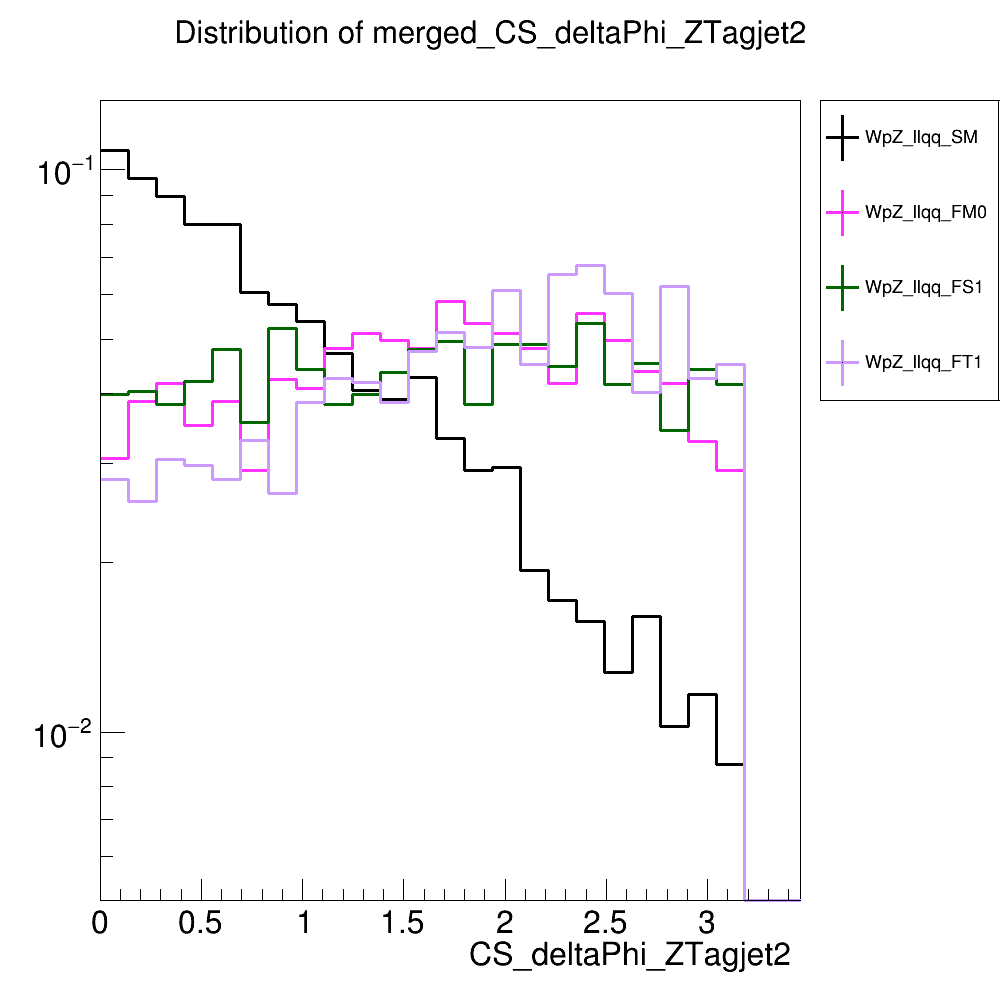 Distribution of merged_CS_deltaPhi_ZTagjet2
WpZ_llqq_SM
WpZ_llqq_FM0
WpZ_llqq_FS1
WpZ_llqq_FT1
10⁻¹
10⁻²
0 0.5 1 1.5 2 2.5 3
CS_deltaPhi_ZTagjet2